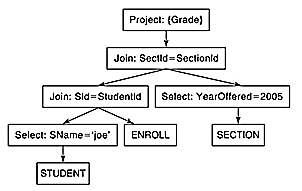 Project: {Grade}
Join: SectId=SectionId
Join: SId=StudentId
Select: YearOffered=2005
Select: SName='joe'
ENROLL
SECTION
STUDENT